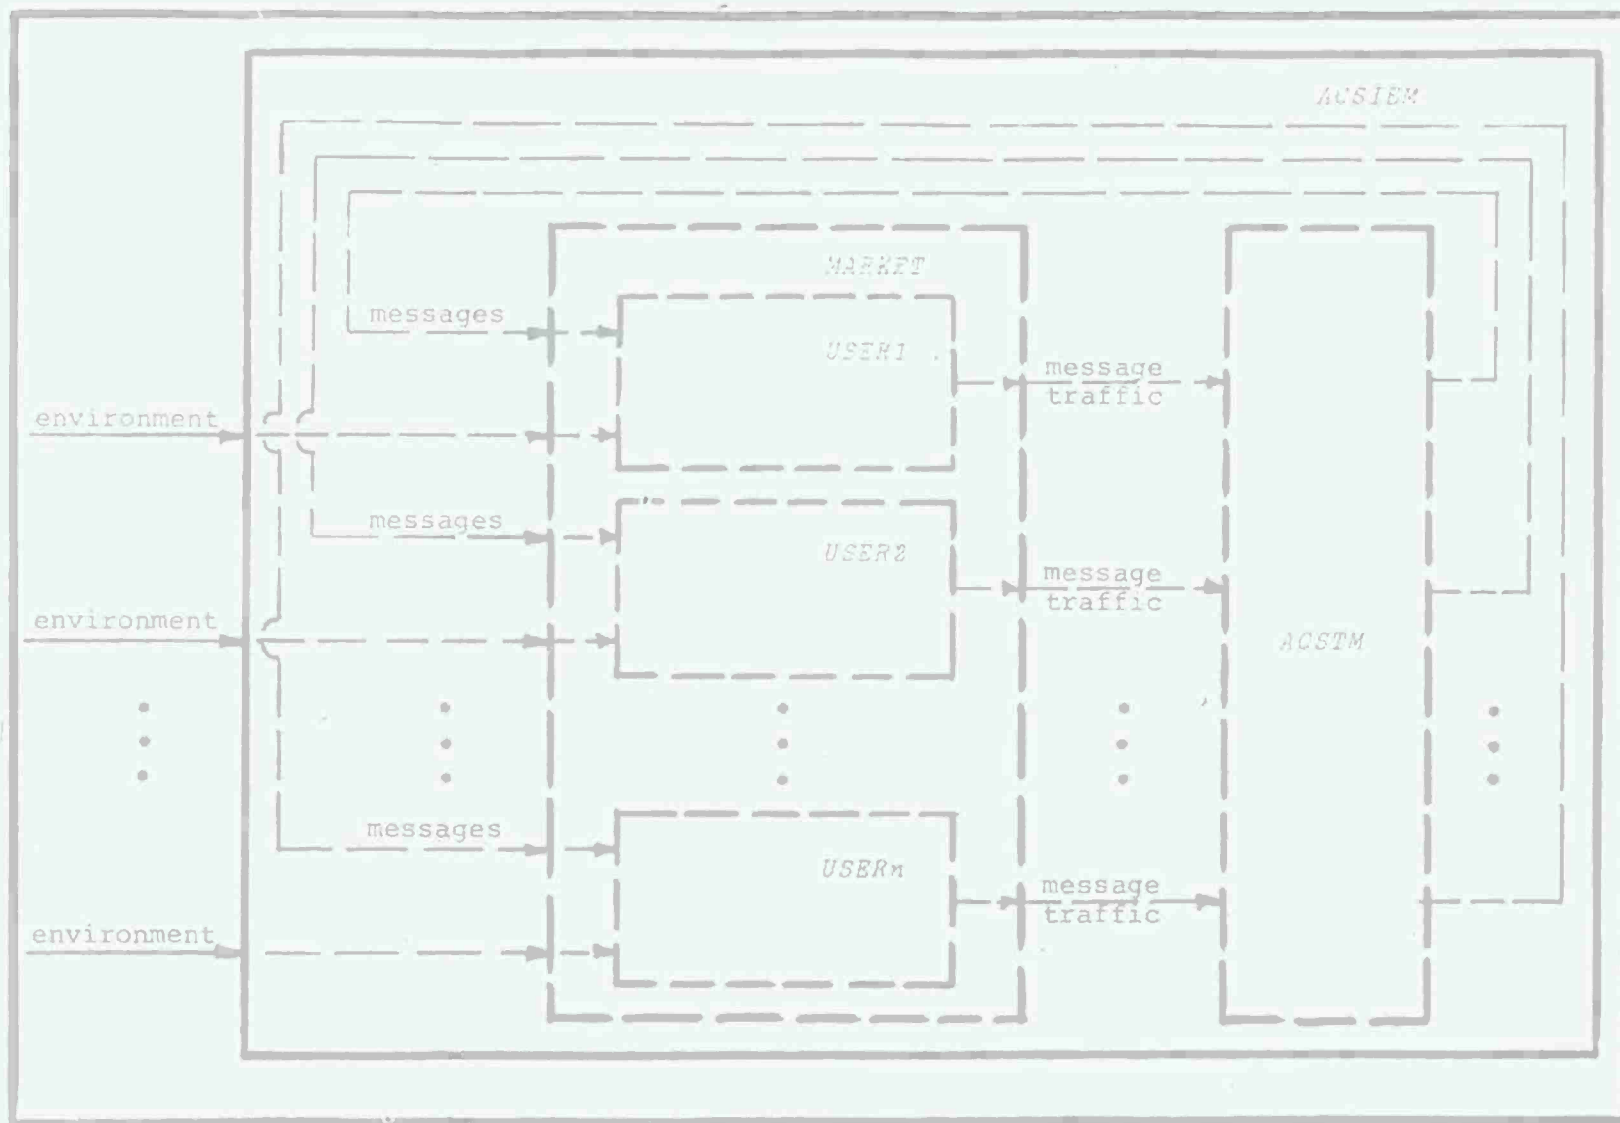 ACSIEM
MARKET
messages
USER1
message
traffic
environment
messages
USER2
message
traffic
environment
ACSTM
messages
USERn
message
traffic
environment